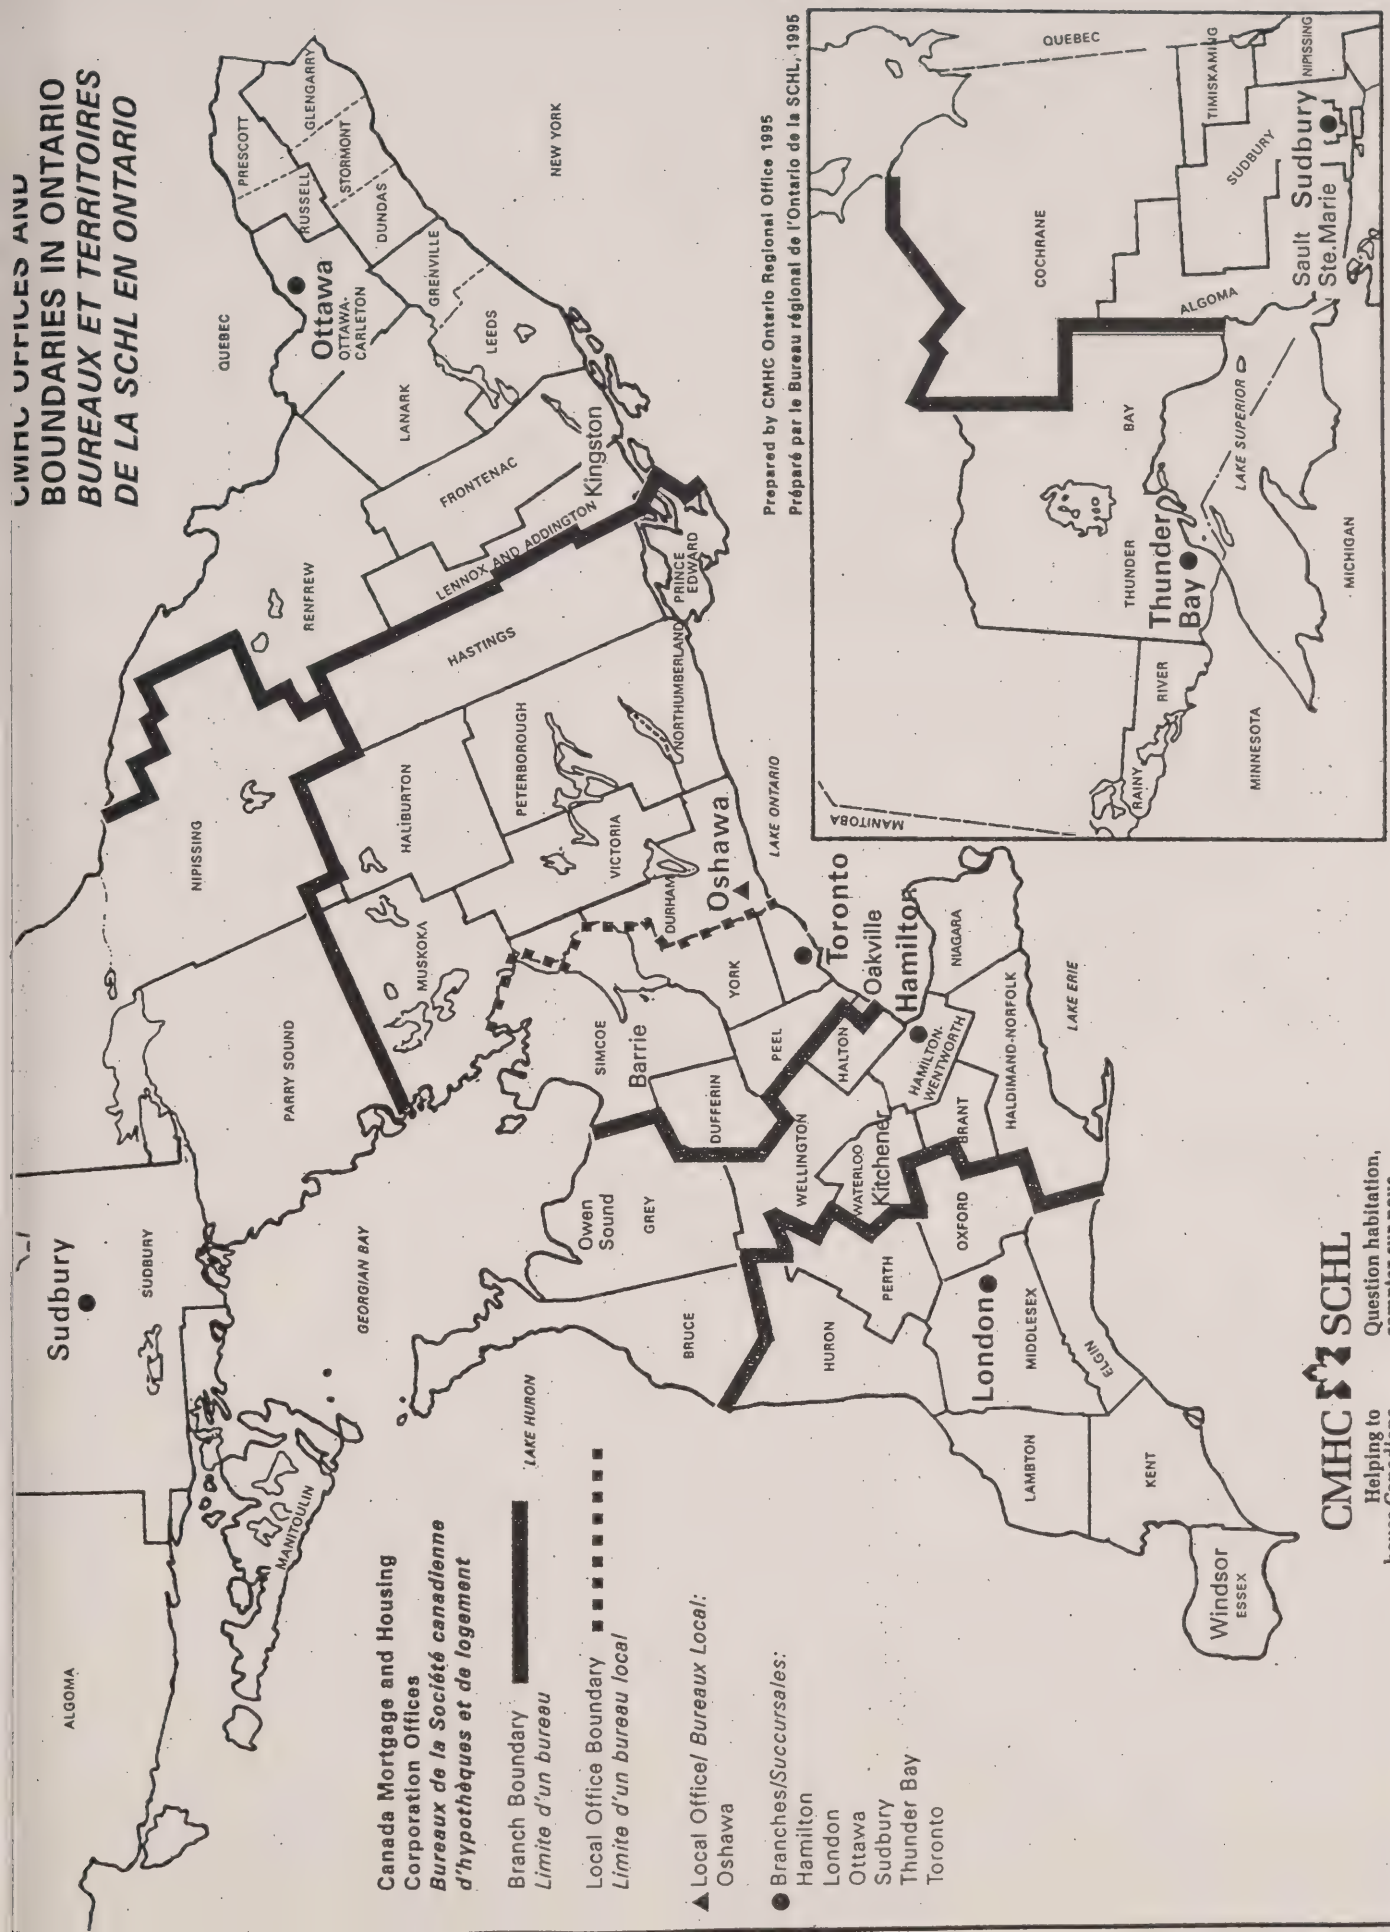 CMHC OFFICES AND
BOUNDARIES IN ONTARIO
BUREAUX ET TERRITOIRES
DE LA SCHL EN ONTARIO
Sudbury
SUDBURY
ALGOMA
MANITOULIN
NIPISSING
PARRY SOUND
GEORGIAN BAY
MUSKOKA
HALIBURTON
RENFREW
QUEBEC
PRESCOTT
GLENGARRY
RUSSELL
STORMONT
DUNDAS
Ottawa
OTTAWA-
CARLETON
GRENVILLE
LEEDS
LANARK
FRONTENAC
LENNOX AND ADDINGTON
Kingston
NEW YORK
HASTINGS
PRINCE
EDWARD
NORTHUMBERLAND
PETERBOROUGH
VICTORIA
DURHAM
Oshawa
LAKE ONTARIO
YORK
Toronto
SIMCOE
Barrie
PEEL
Oakville
HALTON
Hamilton
HAMILTON-
WENTWORTH
NIAGARA
DUFFERIN
WELLINGTON
WATERLOO
Kitchener
BRANT
HALDIMAND-NORFOLK
LAKE ERIE
Owen
Sound
GREY
BRUCE
LAKE HURON
HURON
PERTH
OXFORD
London
MIDDLESEX
ELGIN
LAMBTON
KENT
Windsor
ESSEX
Canada Mortgage and Housing
Corporation Offices
Bureaux de la Société canadienne
d'hypothèques et de logement
Branch Boundary
Limite d'un bureau
Local Office Boundary
Limite d'un bureau local
Local Office/ Bureaux Local:
Oshawa
Branches/Succursales:
Hamilton
London
Ottawa
Sudbury
Thunder Bay
Toronto
Prepared by CMHC Ontario Regional Office 1995
Préparé par le Bureau régional de l'Ontario de la SCHL, 1995
QUEBEC
TIMISKAMING
NIPISSING
COCHRANE
SUDBURY
Sudbury
Sault
Ste.Marie
ALGOMA
BAY
THUNDER
LAKE SUPERIOR
Thunder
Bay
MICHIGAN
RIVER
RAINY
MINNESOTA
MANITOBA
CMHC SCHL
Helping to
Question habitation,